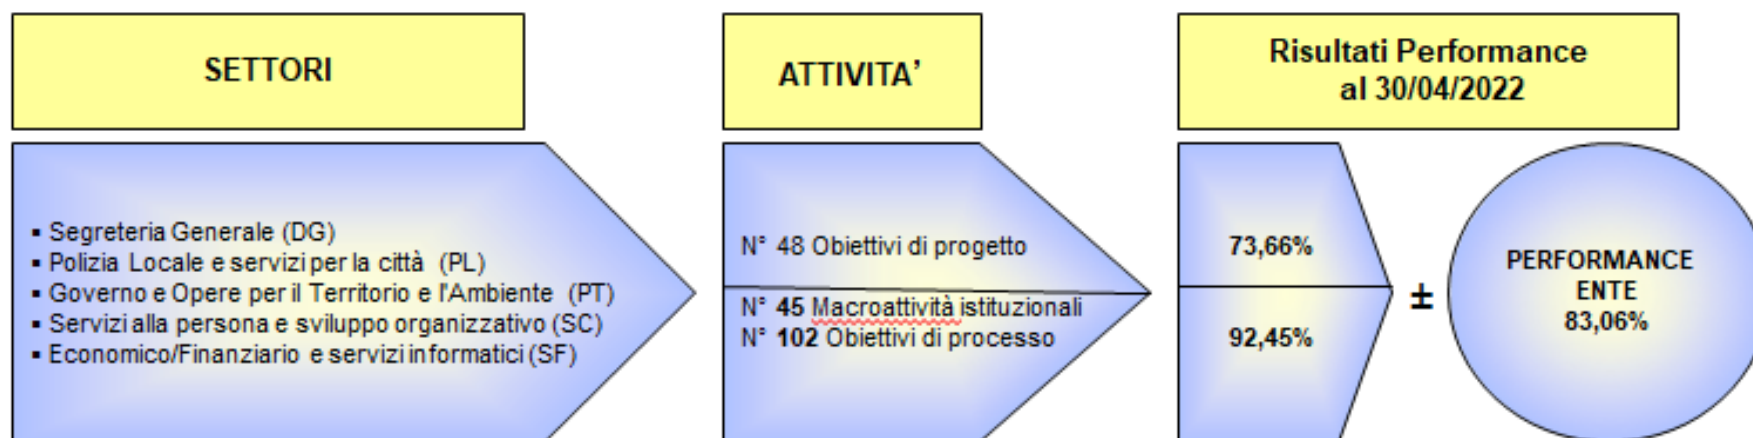 SETTORI
ATTIVITA’
Risultati Performance
al 30/04/2022
▪ Segreteria Generale (DG)
▪ Polizia Locale e servizi per la città (PL)
▪ Governo e Opere per il Territorio e l'Ambiente (PT)
▪ Servizi alla persona e sviluppo organizzativo (SC)
▪ Economico/Finanziario e servizi informatici (SF)
N° 48 Obiettivi di progetto
N° 45 Macroattività istituzionali
N° 102 Obiettivi di processo
73,66%
92,45%
±
PERFORMANCE
ENTE
83,06%